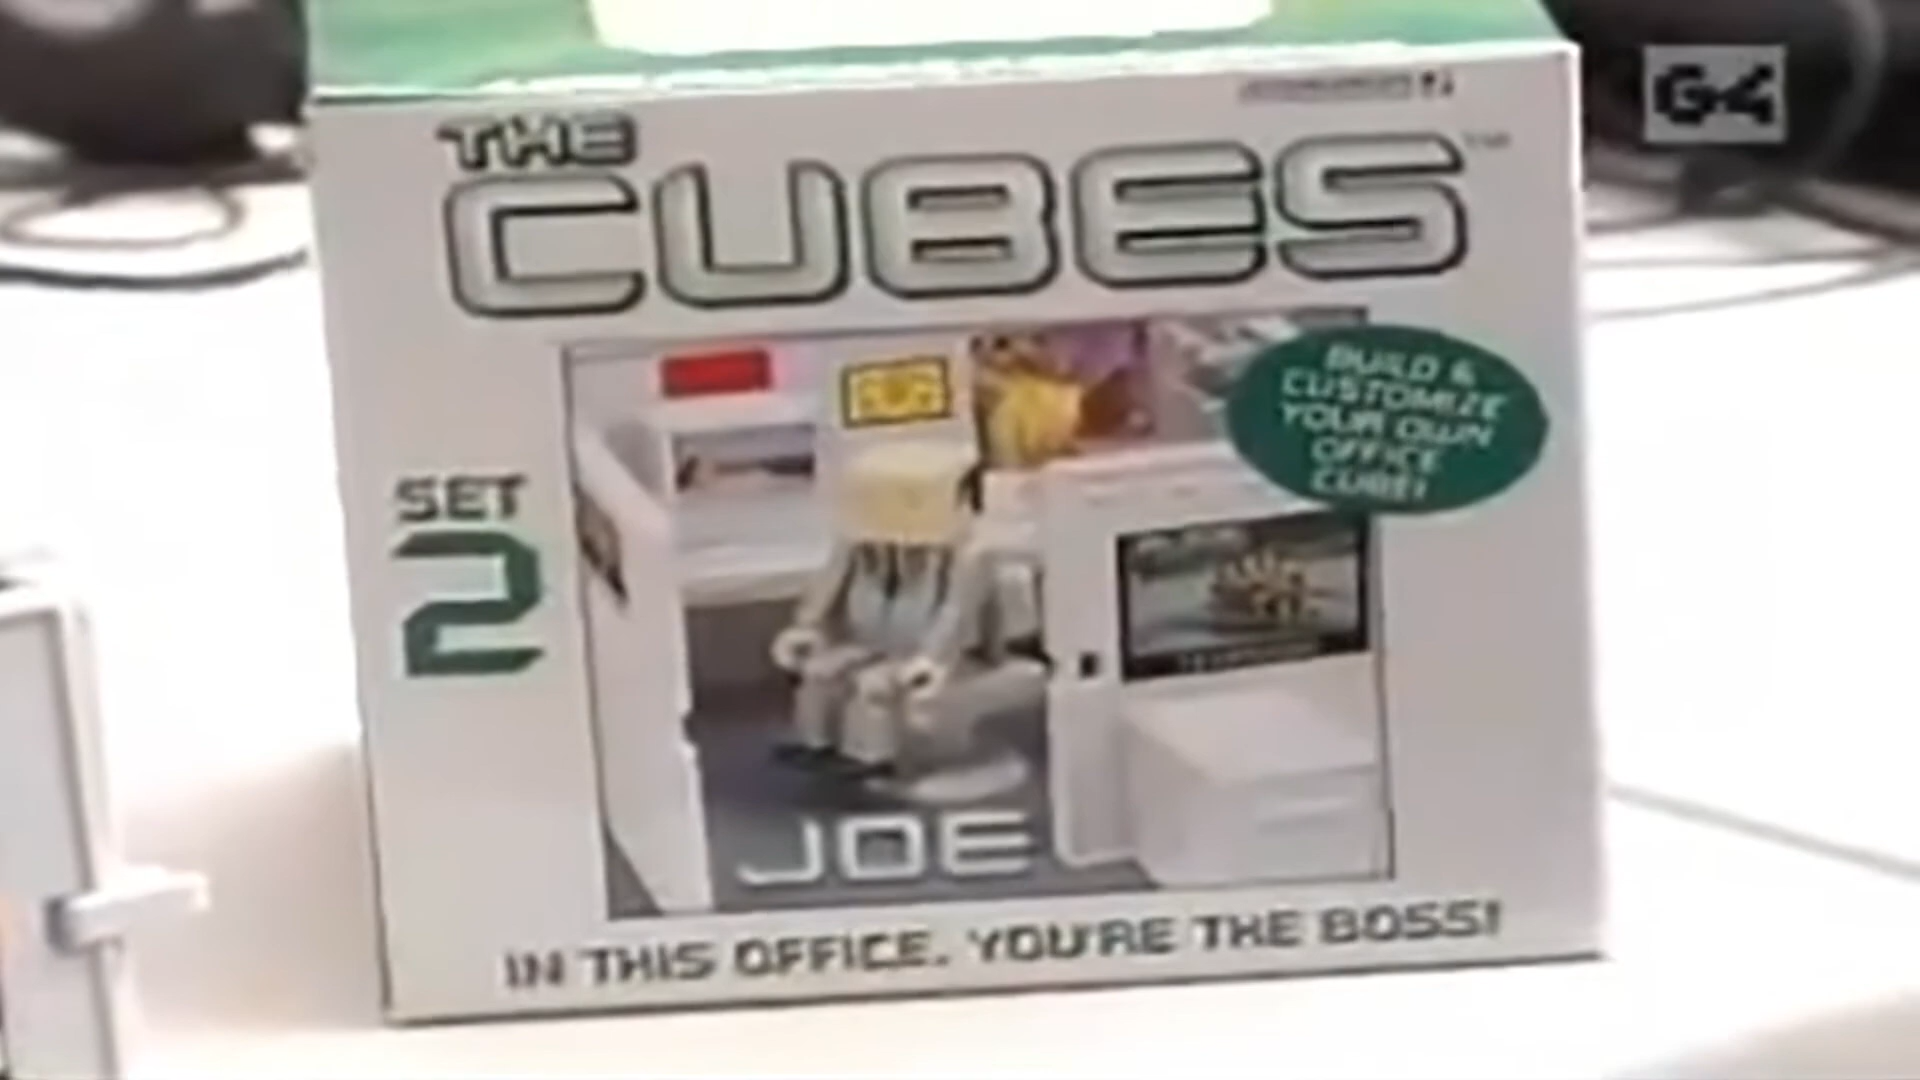 G4
THE
CUBES
TM
BUILD &
CUSTOMIZE
YOUR OWN
OFFICE
CUBE!
SET
2
JOE
IN THIS OFFICE, YOU'RE THE BOSS!